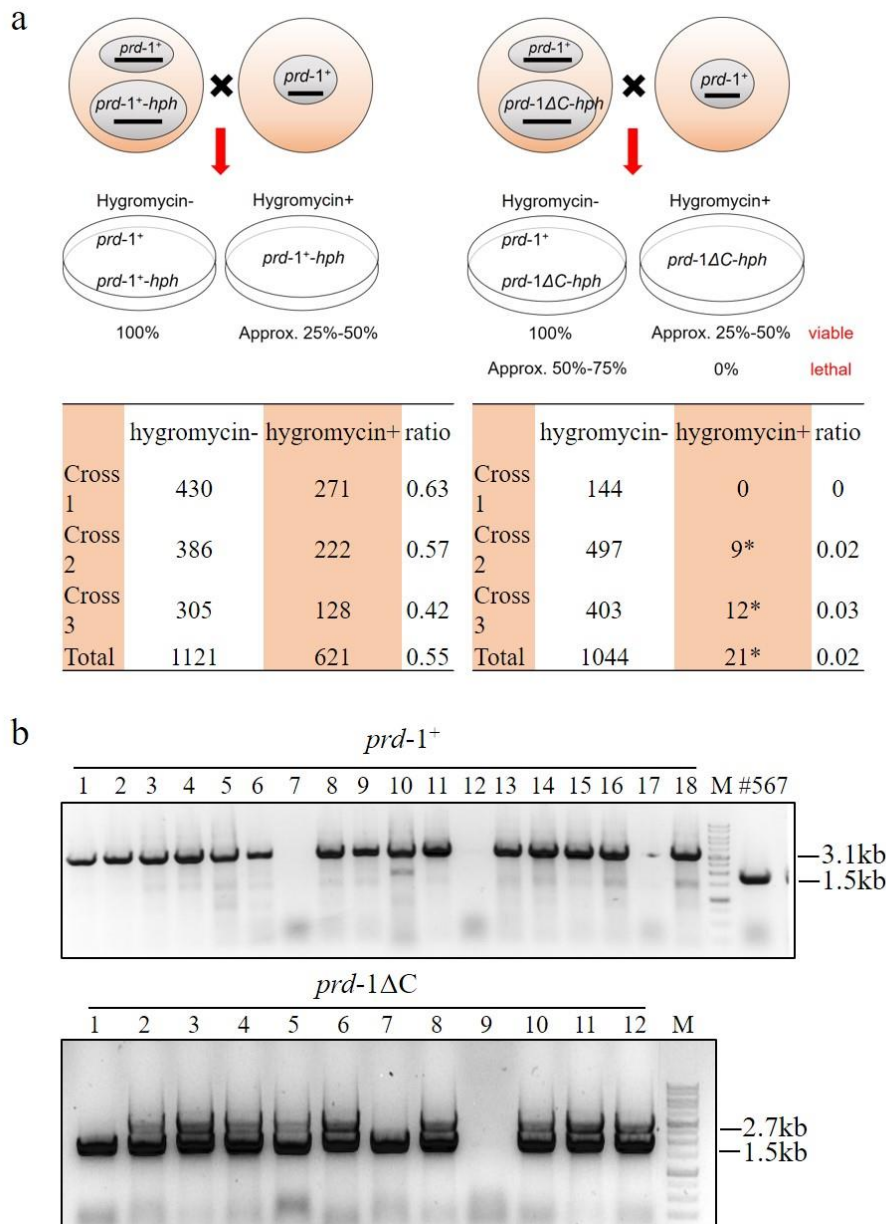 a
prd-1⁺
prd-1⁺-hph
prd-1⁺
prd-1⁺
prd-1ΔC-hph
prd-1⁺
Hygromycin- Hygromycin+ Hygromycin- Hygromycin+
prd-1⁺
prd-1⁺-hph
prd-1⁺-hph
prd-1⁺
prd-1ΔC-hph
prd-1ΔC-hph
100% Approx. 25%-50% 100% Approx. 25%-50% viable
Approx. 50%-75% 0% lethal
hygromycin- hygromycin+ ratio
Cross 1 430 271 0.63
Cross 2 386 222 0.57
Cross 3 305 128 0.42
Total 1121 621 0.55
hygromycin- hygromycin+ ratio
Cross 1 144 0 0
Cross 2 497 9* 0.02
Cross 3 403 12* 0.03
Total 1044 21* 0.02
b
prd-1⁺
1 2 3 4 5 6 7 8 9 10 11 12 13 14 15 16 17 18 M #567
3.1kb
1.5kb
prd-1ΔC
1 2 3 4 5 6 7 8 9 10 11 12 M
2.7kb
1.5kb